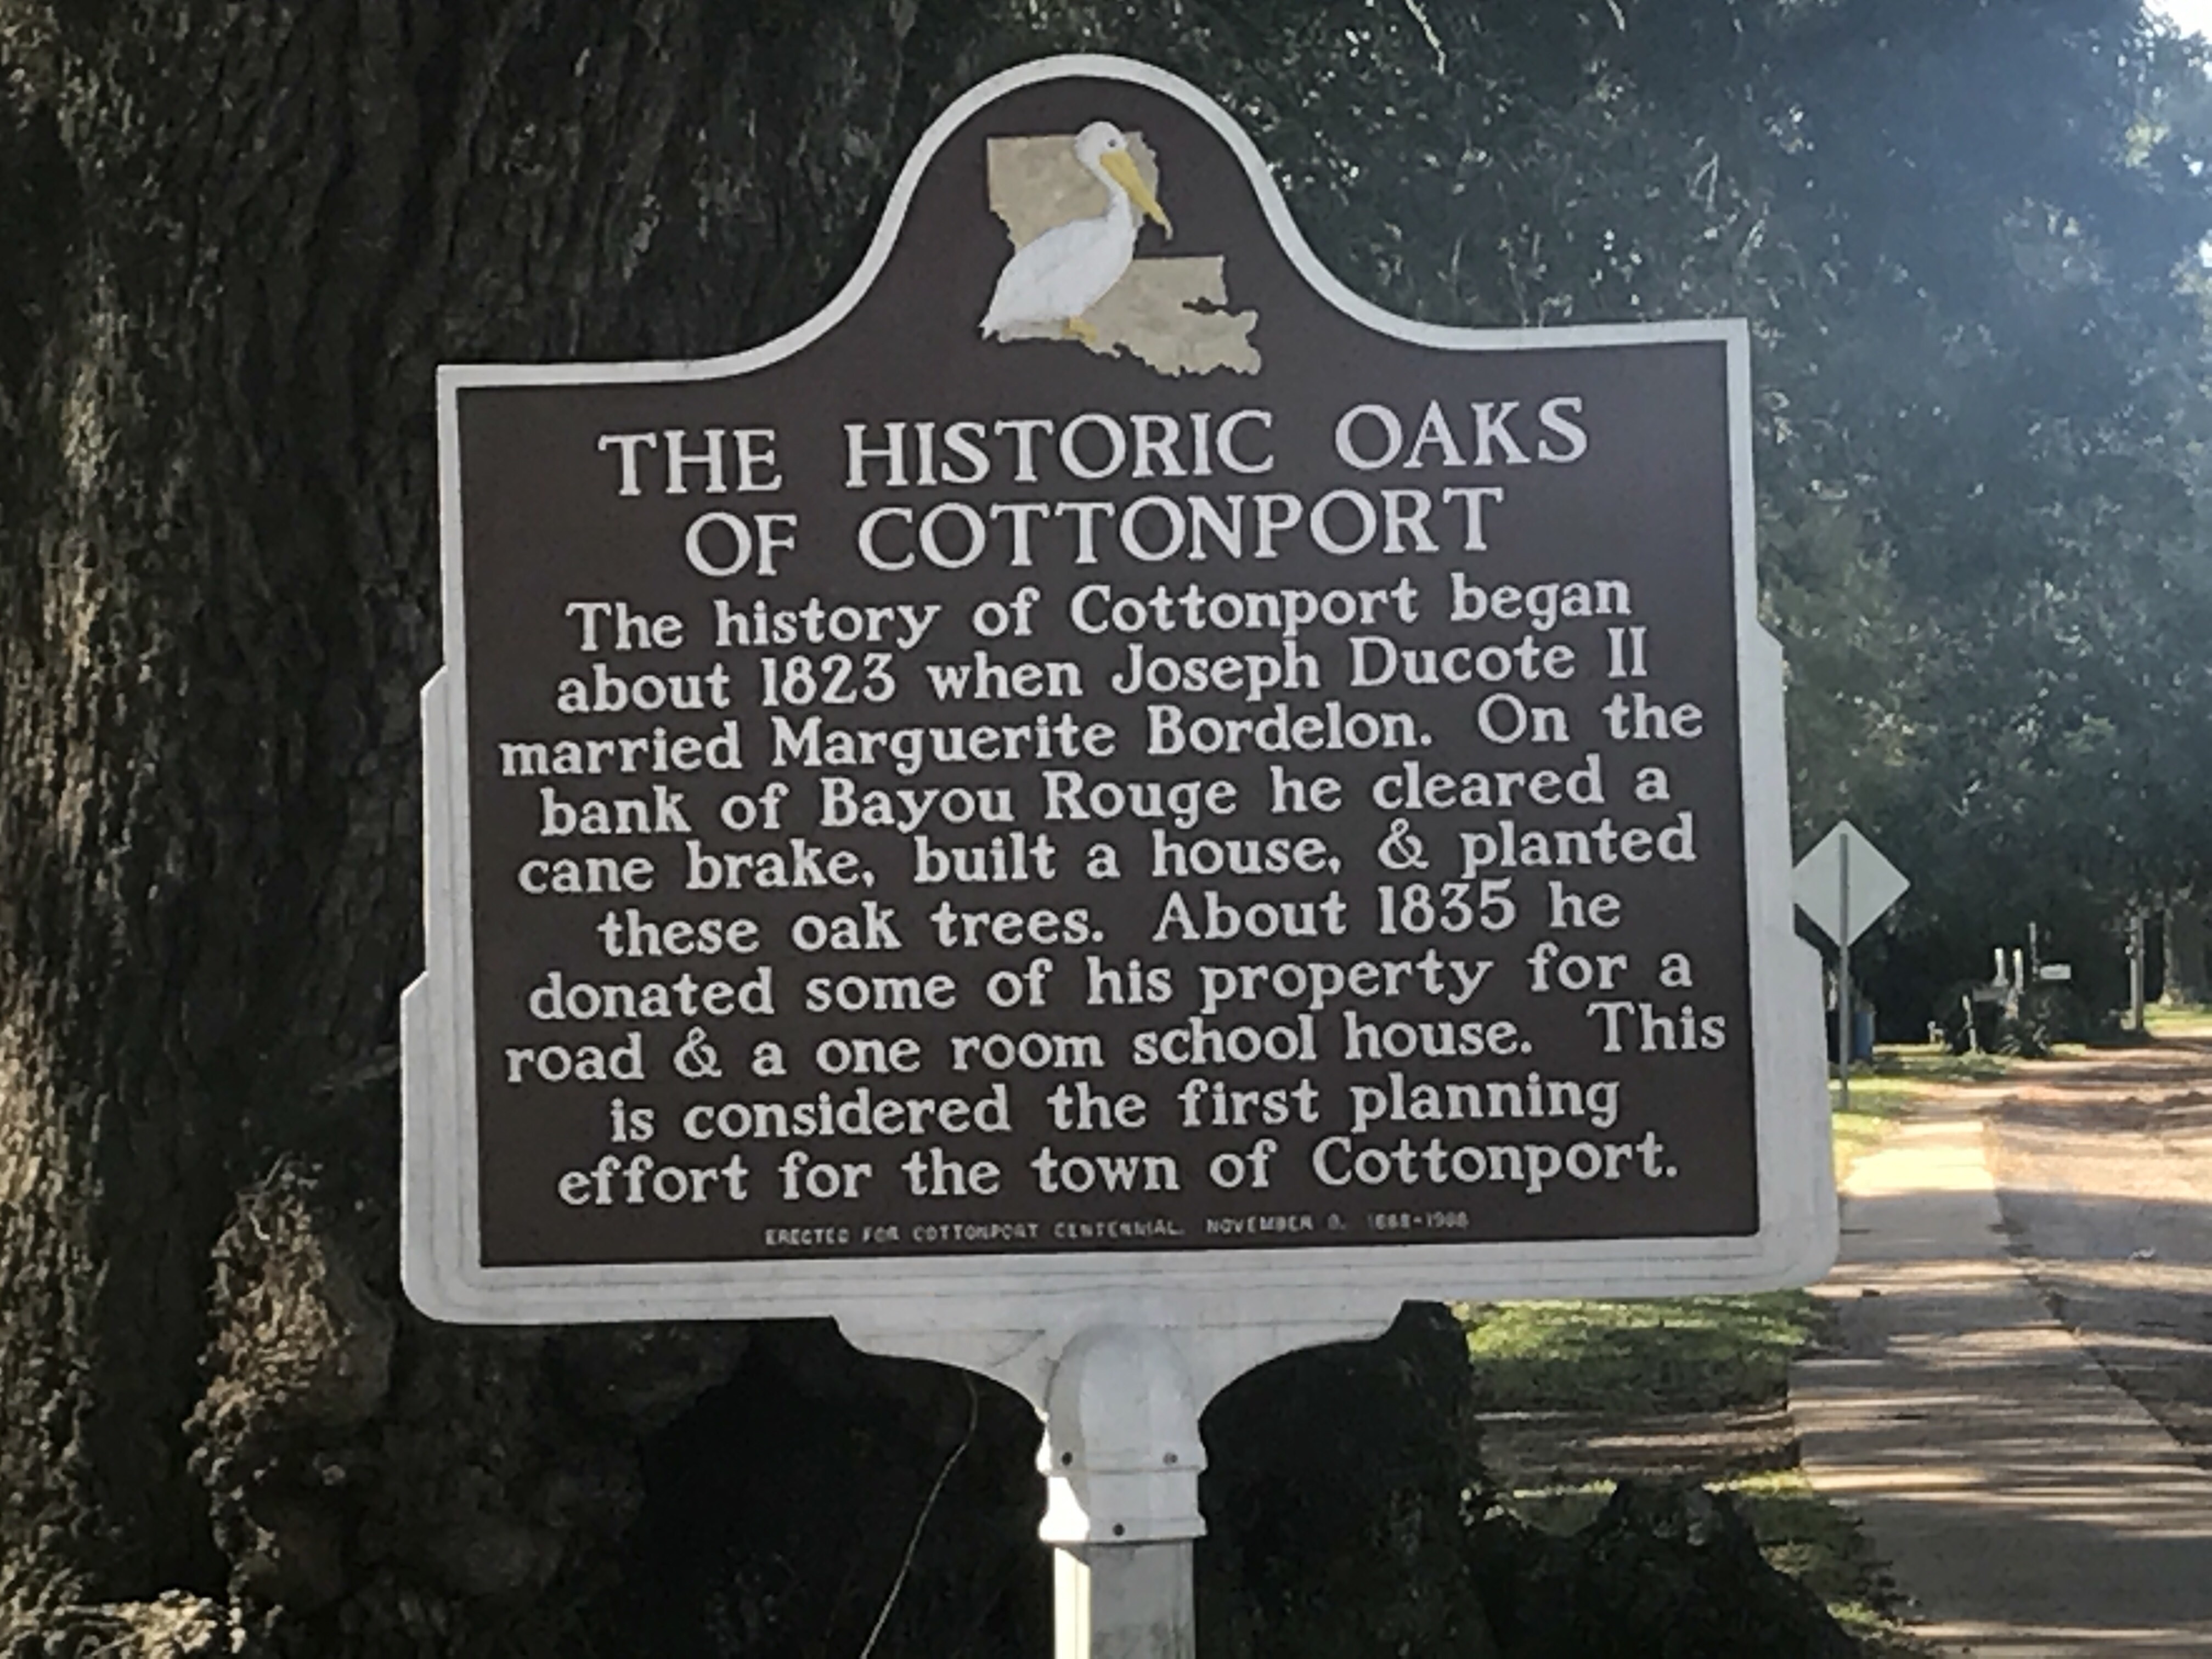 THE HISTORIC OAKS
OF COTTONPORT
The history of Cottonport began
about 1823 when Joseph Ducote II
married Marguerite Bordelon. On the
bank of Bayou Rouge he cleared a
cane brake, built a house, & planted
these oak trees. About 1835 he
donated some of his property for a
road & a one room school house. This
is considered the first planning
effort for the town of Cottonport.
ERECTED FOR COTTONPORT CENTENNIAL, NOVEMBER 1888-1988